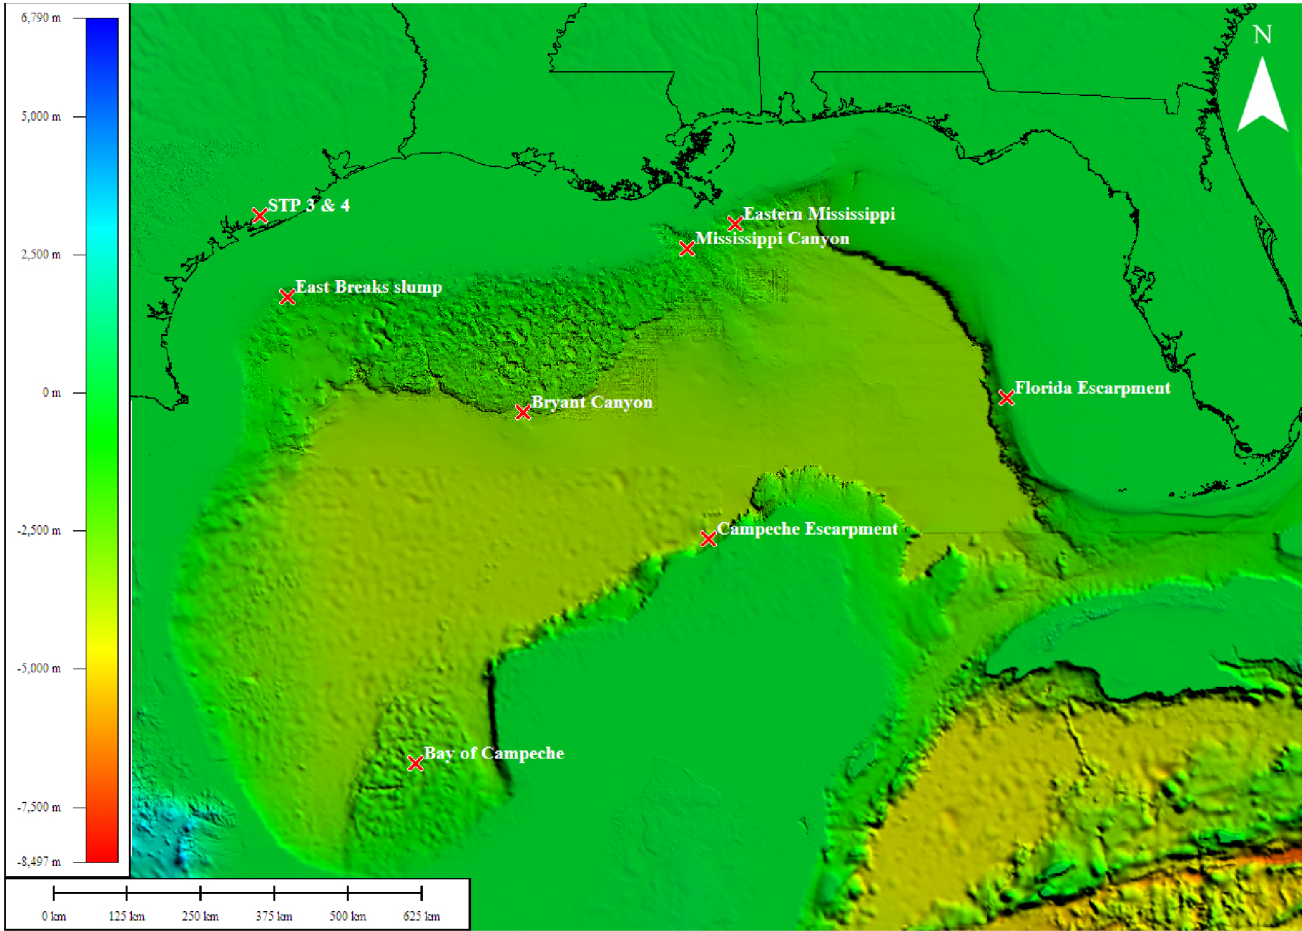 6,790 m
5,000 m
2,500 m
0 m
-2,500 m
-5,000 m
-7,500 m
-8,497 m
N
STP 3 & 4
Eastern Mississippi
Mississippi Canyon
East Breaks slump
Florida Escarpment
Bryant Canyon
Campeche Escarpment
Bay of Campeche
0 km 125 km 250 km 375 km 500 km 625 km